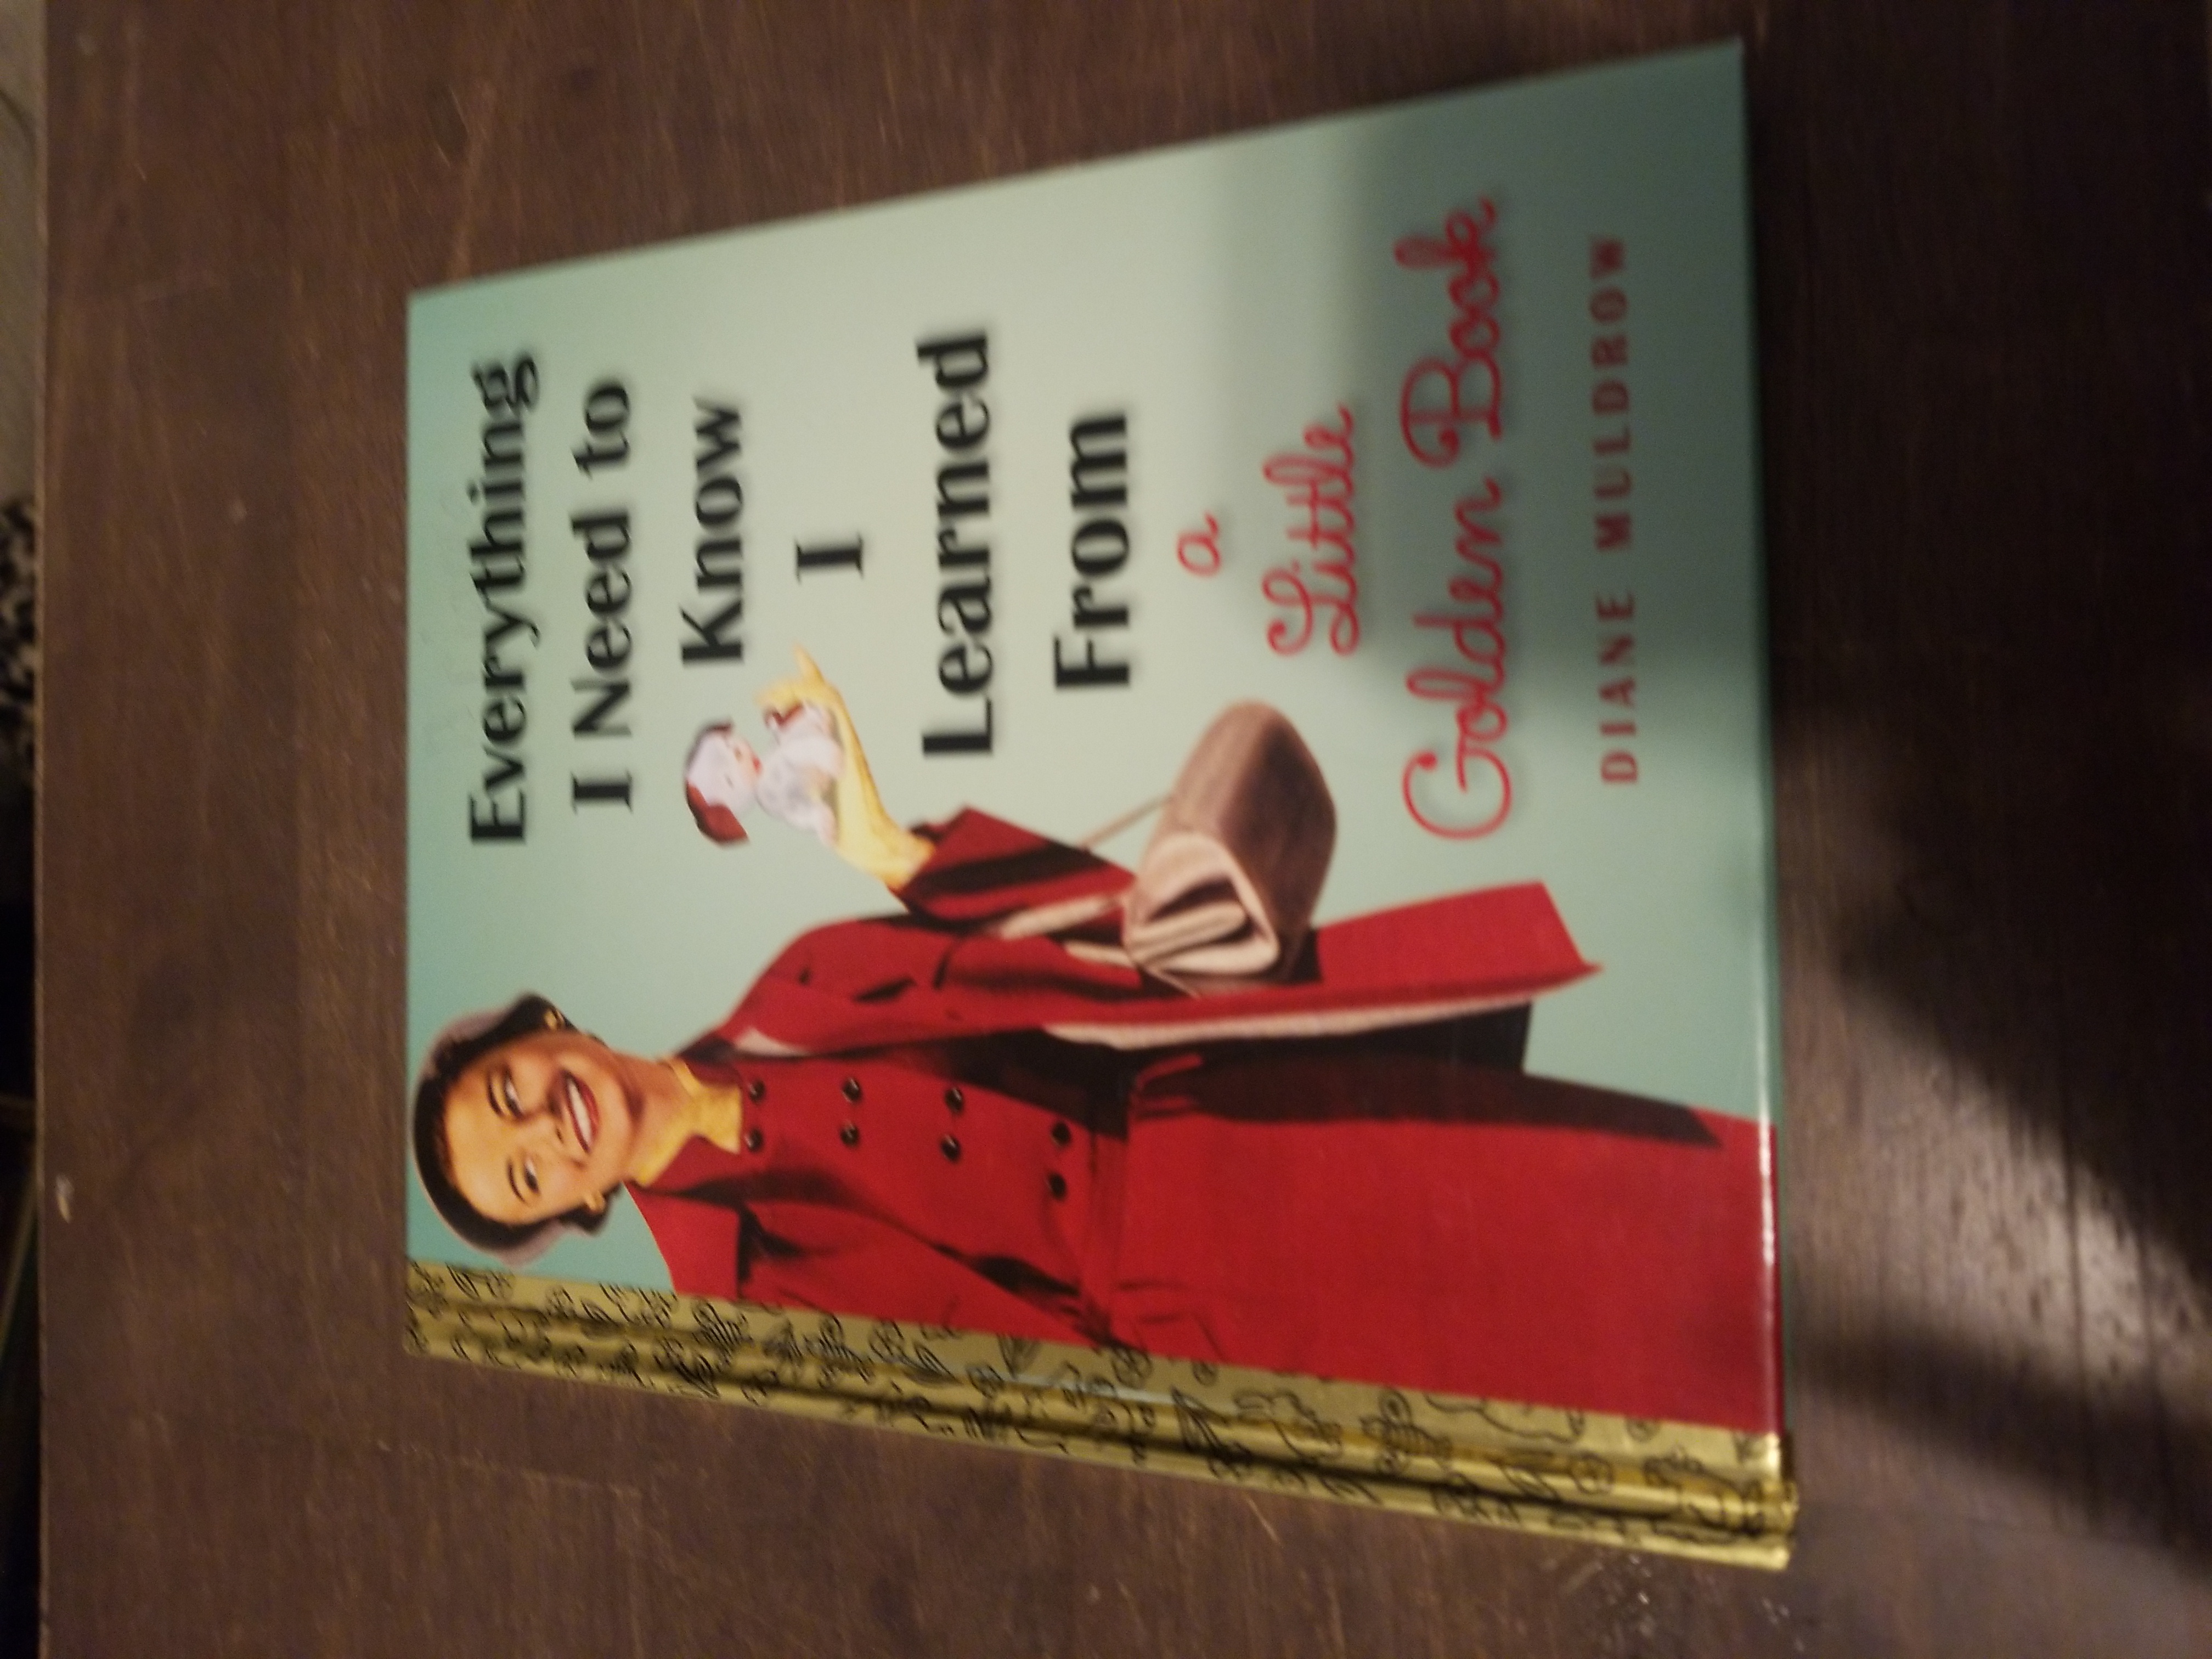 Everything
I Need to
Know
I
Learned
From
a
Little
Golden Book
DIANE MULDROW